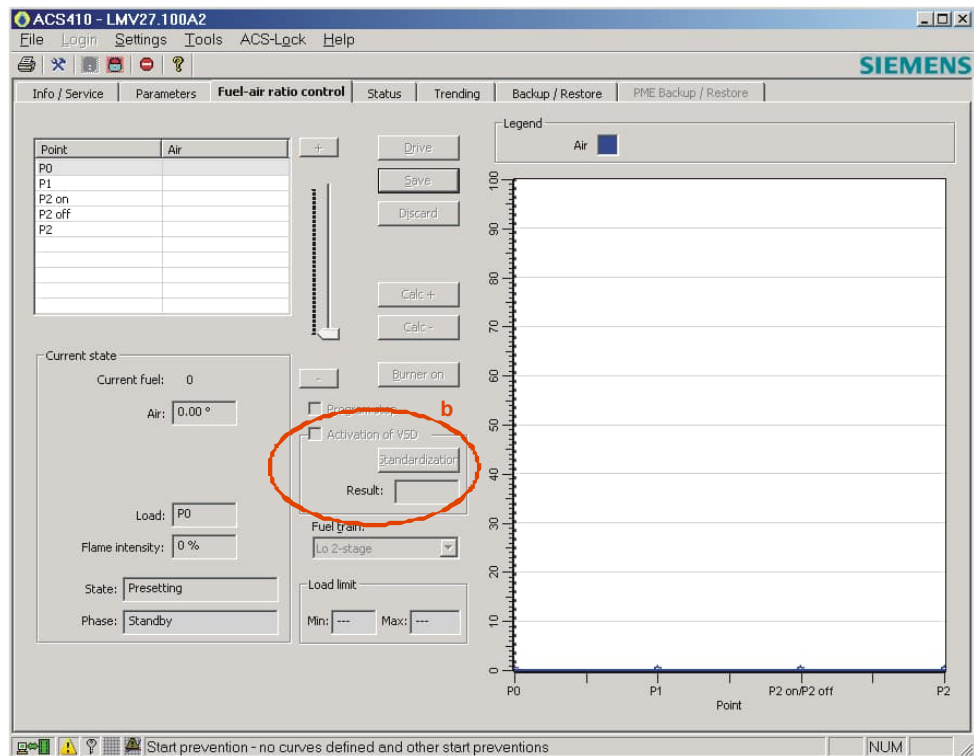 ACS410 - LMV27.100A2
File Login Settings Tools ACS-Lock Help
SIEMENS
Info / Service Parameters Fuel-air ratio control Status Trending Backup / Restore PME Backup / Restore
Point Air
P0
P1
P2 on
P2 off
P2
+
Drive
Save
Discard
Calc +
Calc -
-
Burner on
Program stop
b
Activation of VSD
Standardization
Result:
Fuel train:
Lo 2-stage
Load limit
Min: --- Max: ---
Current state
Current fuel: 0
Air: 0.00 °
Load: P0
Flame intensity: 0 %
State: Presetting
Phase: Standby
Legend
Air
100
90
80
70
60
50
40
30
20
10
0
P0 P1 P2 on/P2 off P2
Point
Start prevention - no curves defined and other start preventions NUM